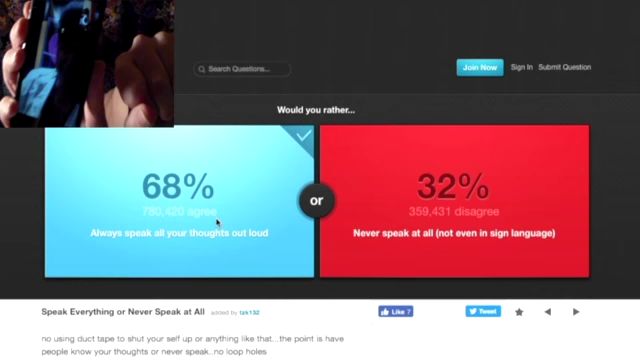 Search Questions...
Join Now Sign In Submit Question
Would you rather...
68%
780,420 agree
Always speak all your thoughts out loud
or
32%
359,431 disagree
Never speak at all (not even in sign language)
Speak Everything or Never Speak at All added by tzk132
Like 7
Tweet
no using duct tape to shut your self up or anything like that...the point is have
people know your thoughts or never speak..no loop holes